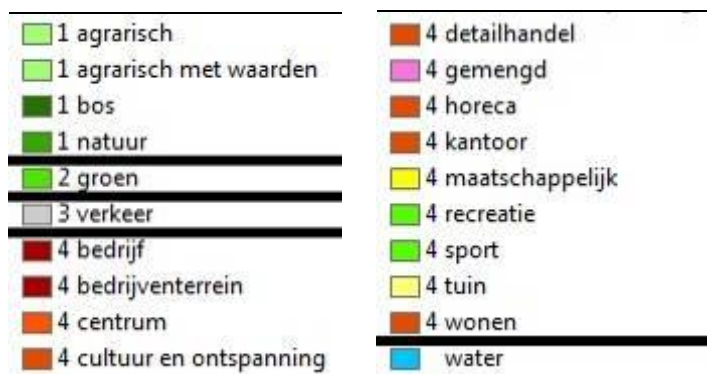 1 agrarisch
1 agrarisch met waarden
1 bos
1 natuur
2 groen
3 verkeer
4 bedrijf
4 bedrijventerrein
4 centrum
4 cultuur en ontspanning
4 detailhandel
4 gemengd
4 horeca
4 kantoor
4 maatschappelijk
4 recreatie
4 sport
4 tuin
4 wonen
water